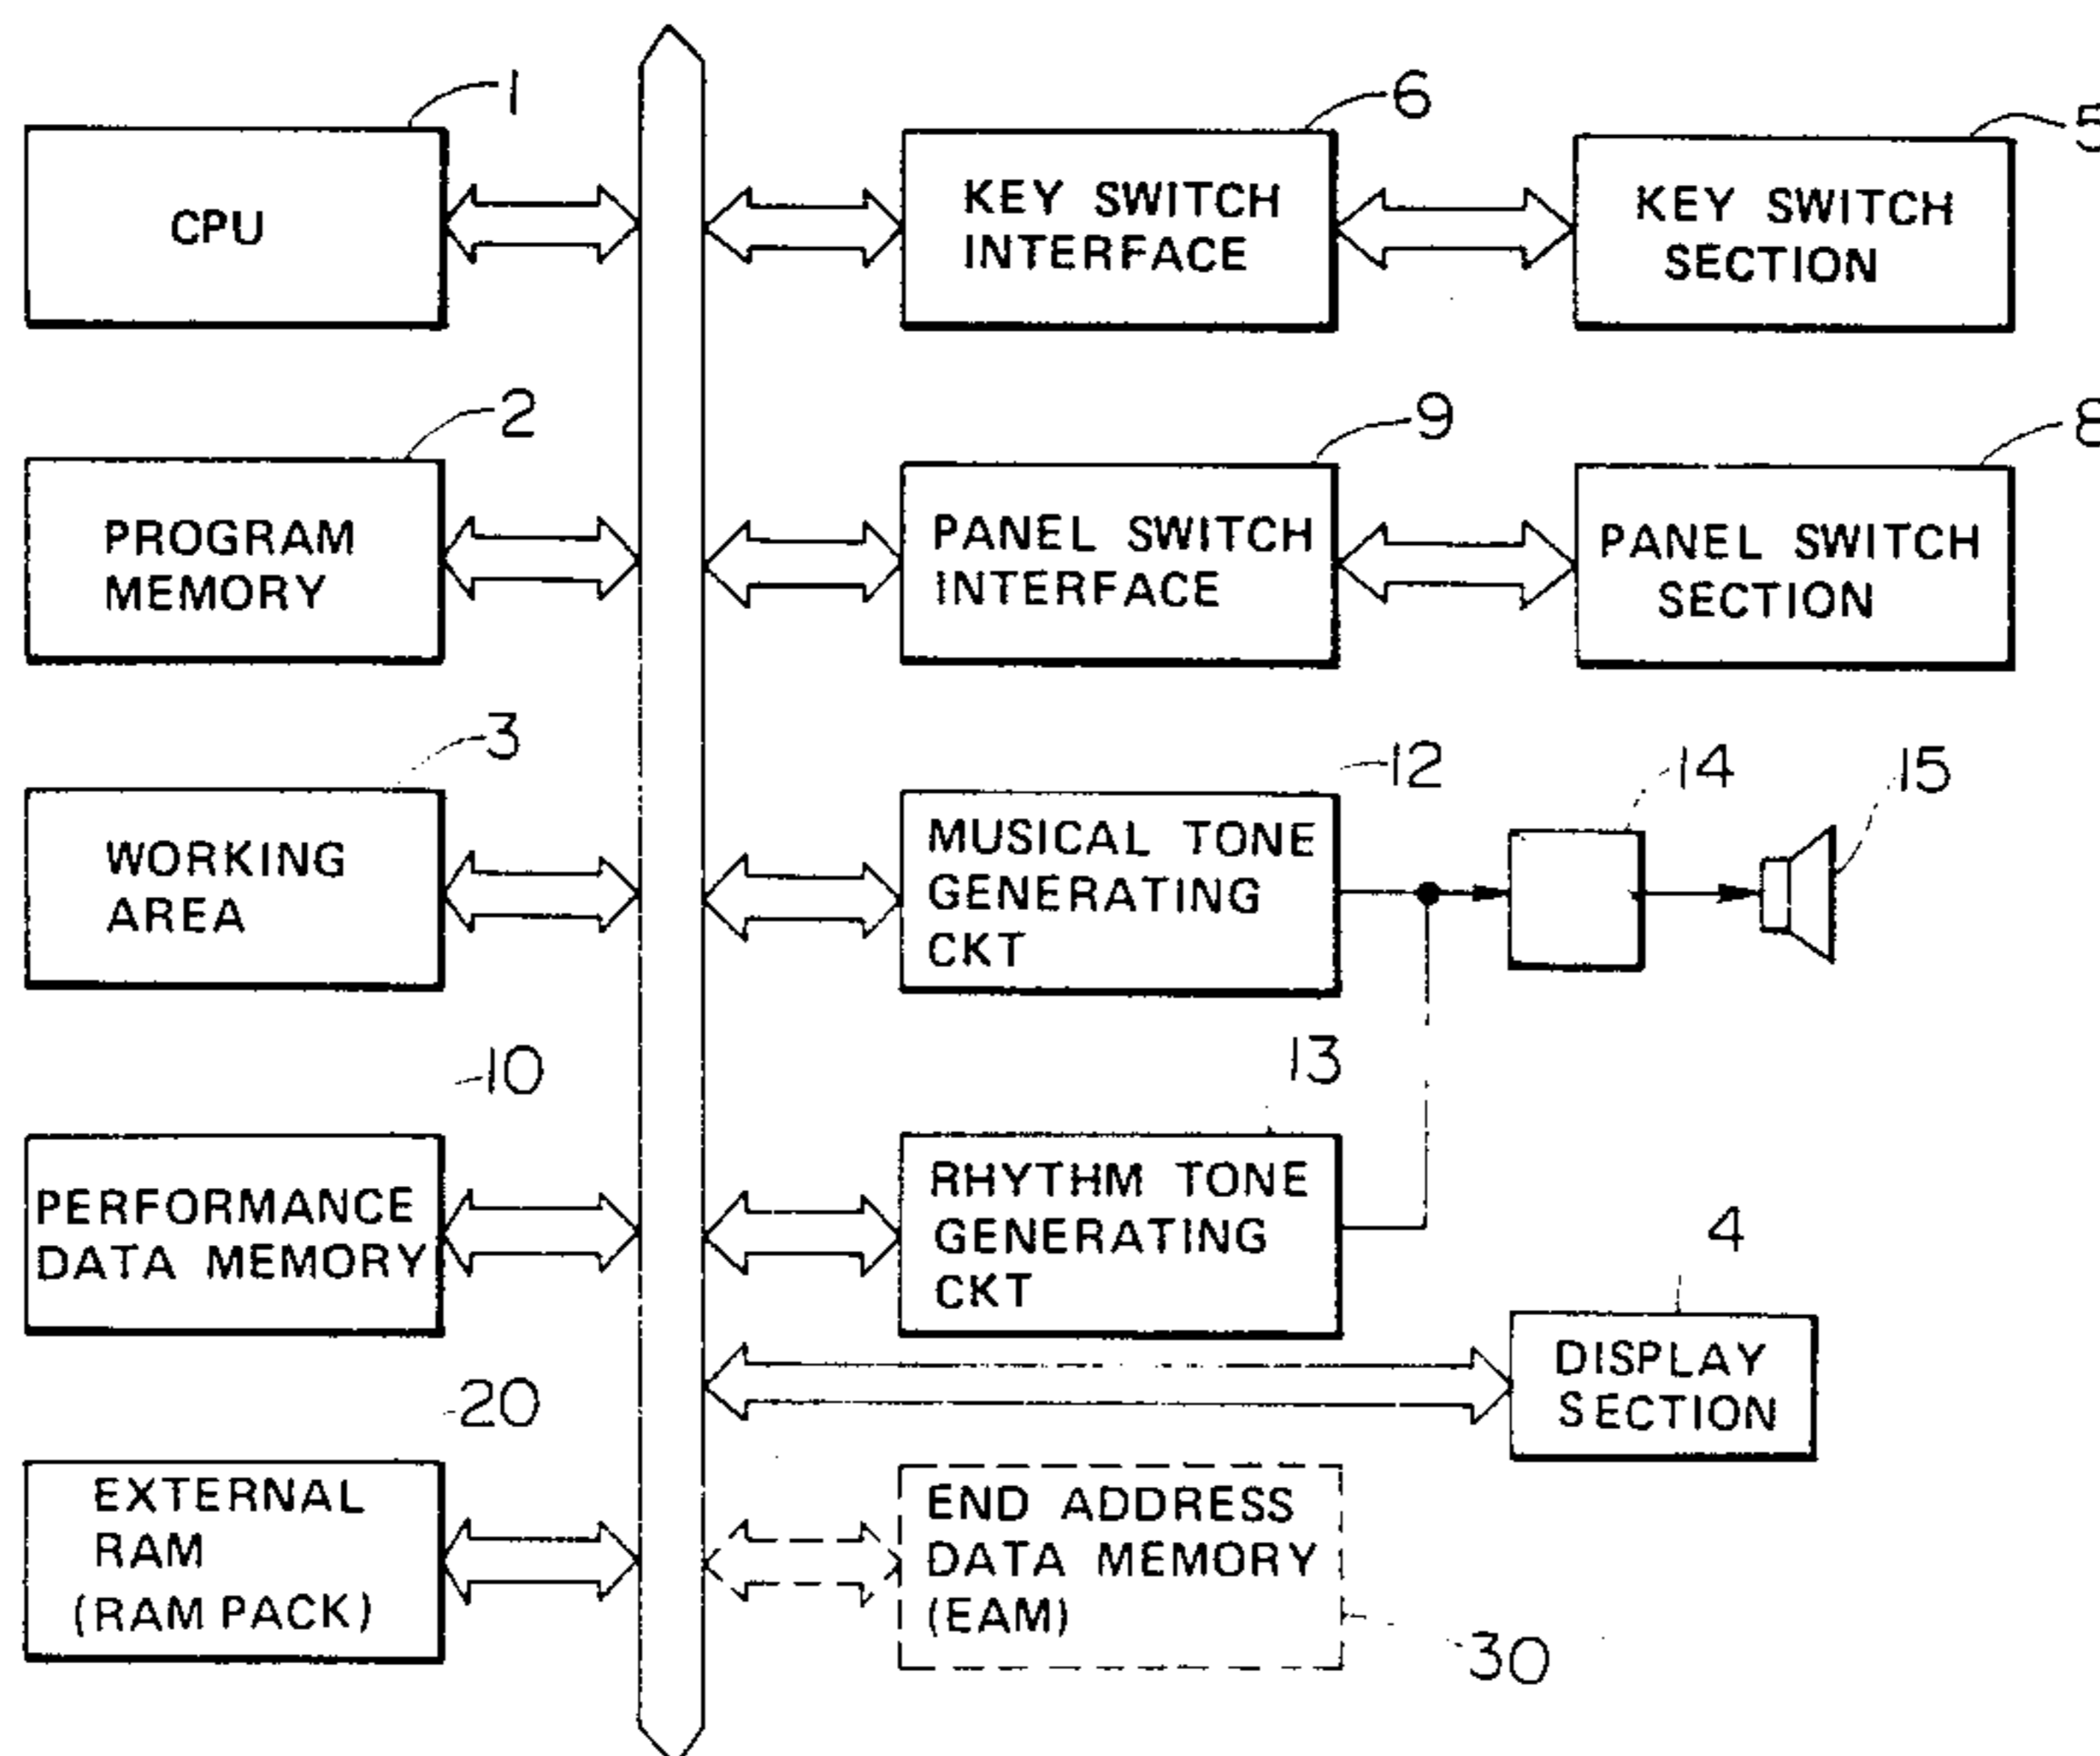 1
CPU
6
KEY SWITCH
INTERFACE
5
KEY SWITCH
SECTION
2
PROGRAM
MEMORY
9
PANEL SWITCH
INTERFACE
8
PANEL SWITCH
SECTION
3
WORKING
AREA
12
MUSICAL TONE
GENERATING
CKT
14
15
10
PERFORMANCE
DATA MEMORY
13
RHYTHM TONE
GENERATING
CKT
4
DISPLAY
SECTION
20
EXTERNAL
RAM
(RAM PACK)
END ADDRESS
DATA MEMORY
(EAM)
30